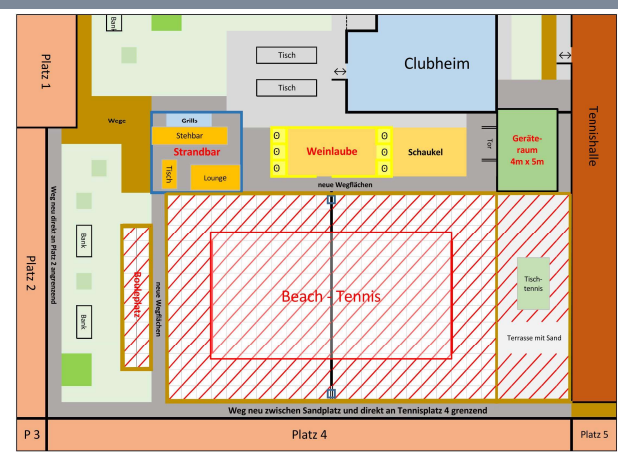 Platz 1
Bank
Tisch
Tisch
Clubheim
Tennishalle
Wege
Grills
Stehbar
Strandbar
Tisch
Lounge
Weinlaube
Schaukel
Tor
Geräte-
raum
4m x 5m
neue Wegflächen
Weg neu direkt an Platz 2 angrenzend
Platz 2
Bank
Bank
Bouleplatz
neue Wegflächen
Beach - Tennis
Tisch-
tennis
Terrasse mit Sand
Weg neu zwischen Sandplatz und direkt an Tennisplatz 4 grenzend
P 3
Platz 4
Platz 5